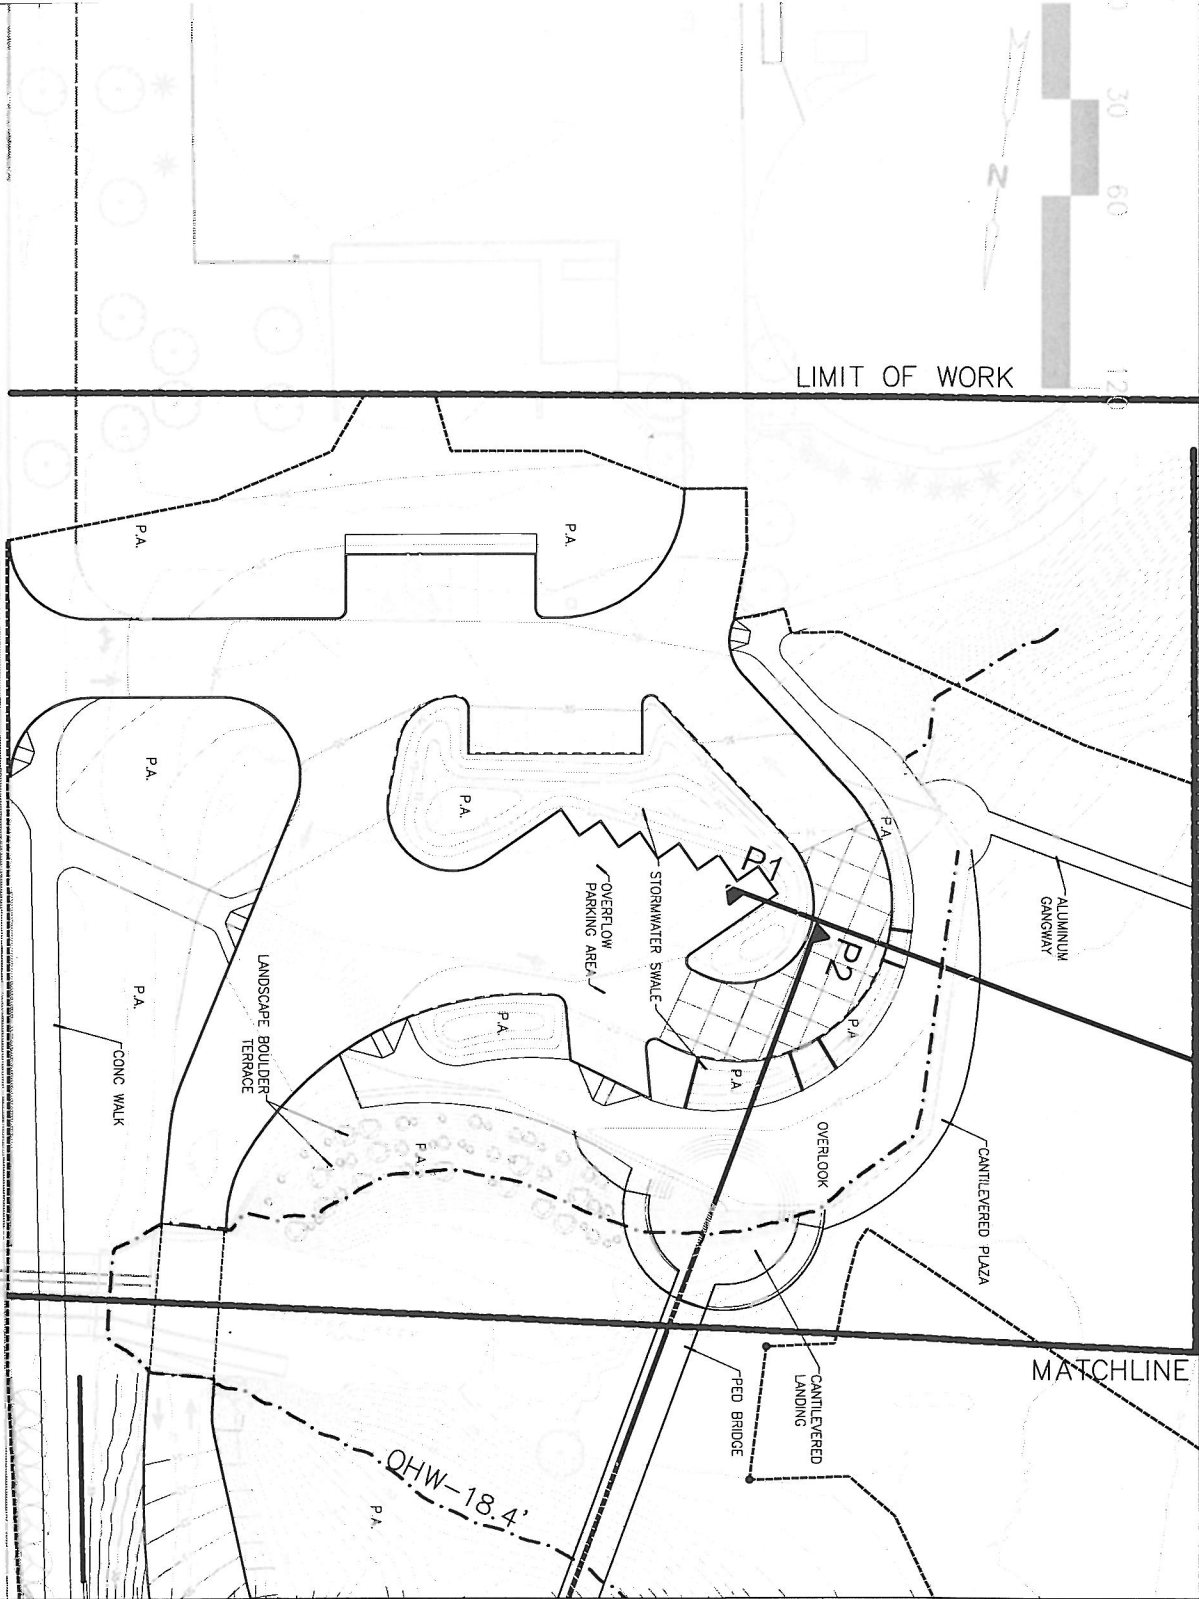 30
60
N
120
LIMIT OF WORK
P.A.
P.A.
P.A.
P.A.
P.A
P1
P2
STORMWATER SWALE
OVERFLOW
PARKING AREA
ALUMINUM
GANGWAY
P.A.
P.A.
P.A
P.A
LANDSCAPE BOULDER
TERRACE
CONC WALK
P.A.
OVERLOOK
CANTILEVERED PLAZA
MATCHLINE
CANTILEVERED
LANDING
PED BRIDGE
OHW-18.4'
P.A.